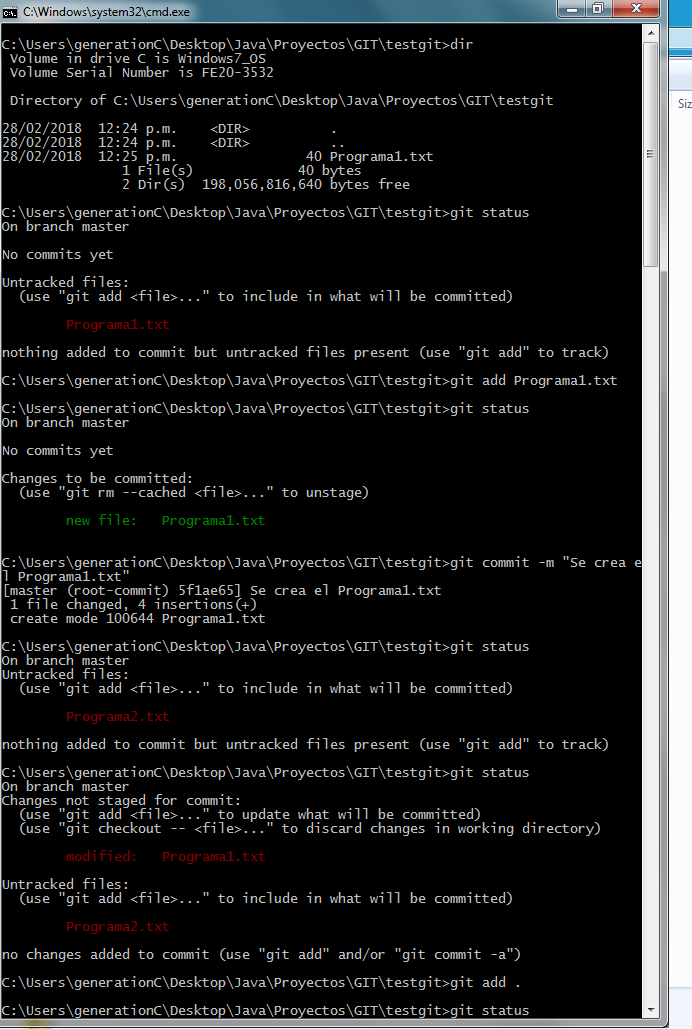 C:\Windows\system32\cmd.exe
C:\Users\generationC\Desktop\Java\Proyectos\GIT\testgit>dir
 Volume in drive C is Windows7_OS
 Volume Serial Number is FE20-3532
 Directory of C:\Users\generationC\Desktop\Java\Proyectos\GIT\testgit
28/02/2018  12:24 p.m.    <DIR>          .
28/02/2018  12:24 p.m.    <DIR>          ..
28/02/2018  12:25 p.m.                40 Programa1.txt
               1 File(s)             40 bytes
               2 Dir(s)  198,056,816,640 bytes free
C:\Users\generationC\Desktop\Java\Proyectos\GIT\testgit>git status
On branch master
No commits yet
Untracked files:
  (use "git add <file>..." to include in what will be committed)
        Programa1.txt
nothing added to commit but untracked files present (use "git add" to track)
C:\Users\generationC\Desktop\Java\Proyectos\GIT\testgit>git add Programa1.txt
C:\Users\generationC\Desktop\Java\Proyectos\GIT\testgit>git status
On branch master
No commits yet
Changes to be committed:
  (use "git rm --cached <file>..." to unstage)
        new file:   Programa1.txt
C:\Users\generationC\Desktop\Java\Proyectos\GIT\testgit>git commit -m "Se crea e
l Programa1.txt"
[master (root-commit) 5f1ae65] Se crea el Programa1.txt
 1 file changed, 4 insertions(+)
 create mode 100644 Programa1.txt
C:\Users\generationC\Desktop\Java\Proyectos\GIT\testgit>git status
On branch master
Untracked files:
  (use "git add <file>..." to include in what will be committed)
        Programa2.txt
nothing added to commit but untracked files present (use "git add" to track)
C:\Users\generationC\Desktop\Java\Proyectos\GIT\testgit>git status
On branch master
Changes not staged for commit:
  (use "git add <file>..." to update what will be committed)
  (use "git checkout -- <file>..." to discard changes in working directory)
        modified:   Programa1.txt
Untracked files:
  (use "git add <file>..." to include in what will be committed)
        Programa2.txt
no changes added to commit (use "git add" and/or "git commit -a")
C:\Users\generationC\Desktop\Java\Proyectos\GIT\testgit>git add .
C:\Users\generationC\Desktop\Java\Proyectos\GIT\testgit>git status
Siz